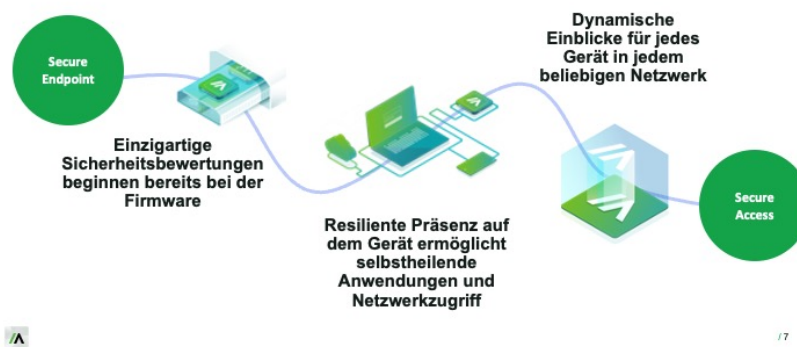 Secure
Endpoint
Einzigartige
Sicherheitsbewertungen
beginnen bereits bei der
Firmware
Resiliente Präsenz auf
dem Gerät ermöglicht
selbstheilende
Anwendungen und
Netzwerkzugriff
Dynamische
Einblicke für jedes
Gerät in jedem
beliebigen Netzwerk
Secure
Access
/ 7